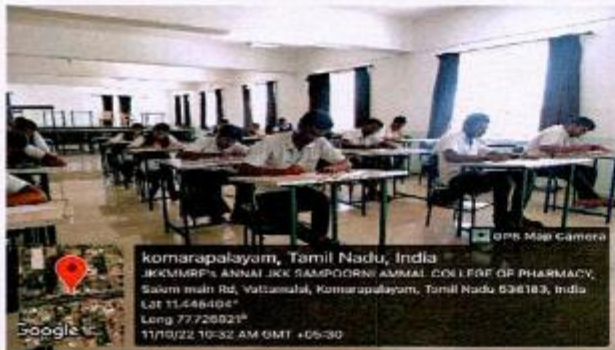 GPS Map Camera
komarapalayam, Tamil Nadu, India
JKKMMRF's ANNAI JKK SAMPOORNI AMMAL COLLEGE OF PHARMACY,
Salem main Rd, Vattamalai, Komarapalayam, Tamil Nadu 638183, India
Lat 11.446404°
Long 77.726821°
11/10/22 10:32 AM GMT +05:30
Google